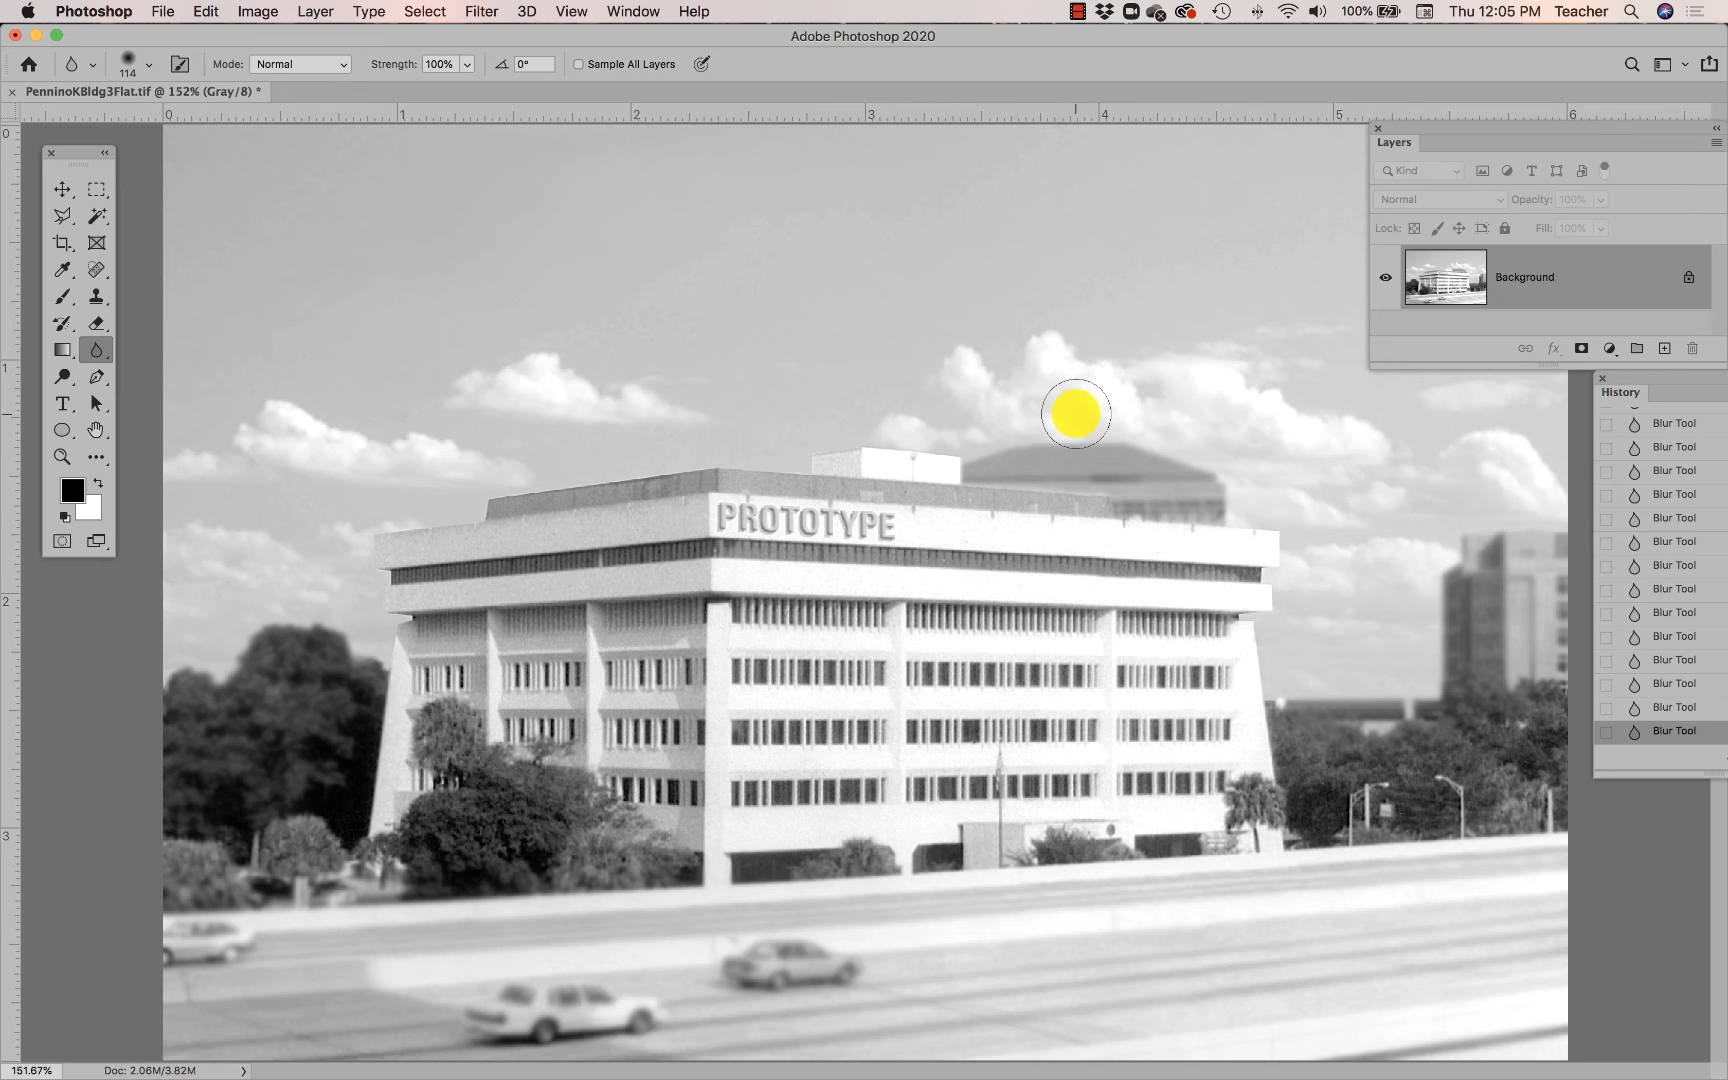 Photoshop File Edit Image Layer Type Select Filter 3D View Window Help 100% Thu 12:05 PM Teacher
Adobe Photoshop 2020
114 Mode: Normal Strength: 100% 0° Sample All Layers
PenninoKBldg3Flat.tif @ 152% (Gray/8) *
0 1 2 3 4 5 6
0
1
2
3
Layers
Kind
Normal Opacity: 100%
Lock: Fill: 100%
Background
History
Blur Tool
Blur Tool
Blur Tool
Blur Tool
Blur Tool
Blur Tool
Blur Tool
Blur Tool
Blur Tool
Blur Tool
Blur Tool
Blur Tool
Blur Tool
Blur Tool
PROTOTYPE
151.67% Doc: 2.06M/3.82M